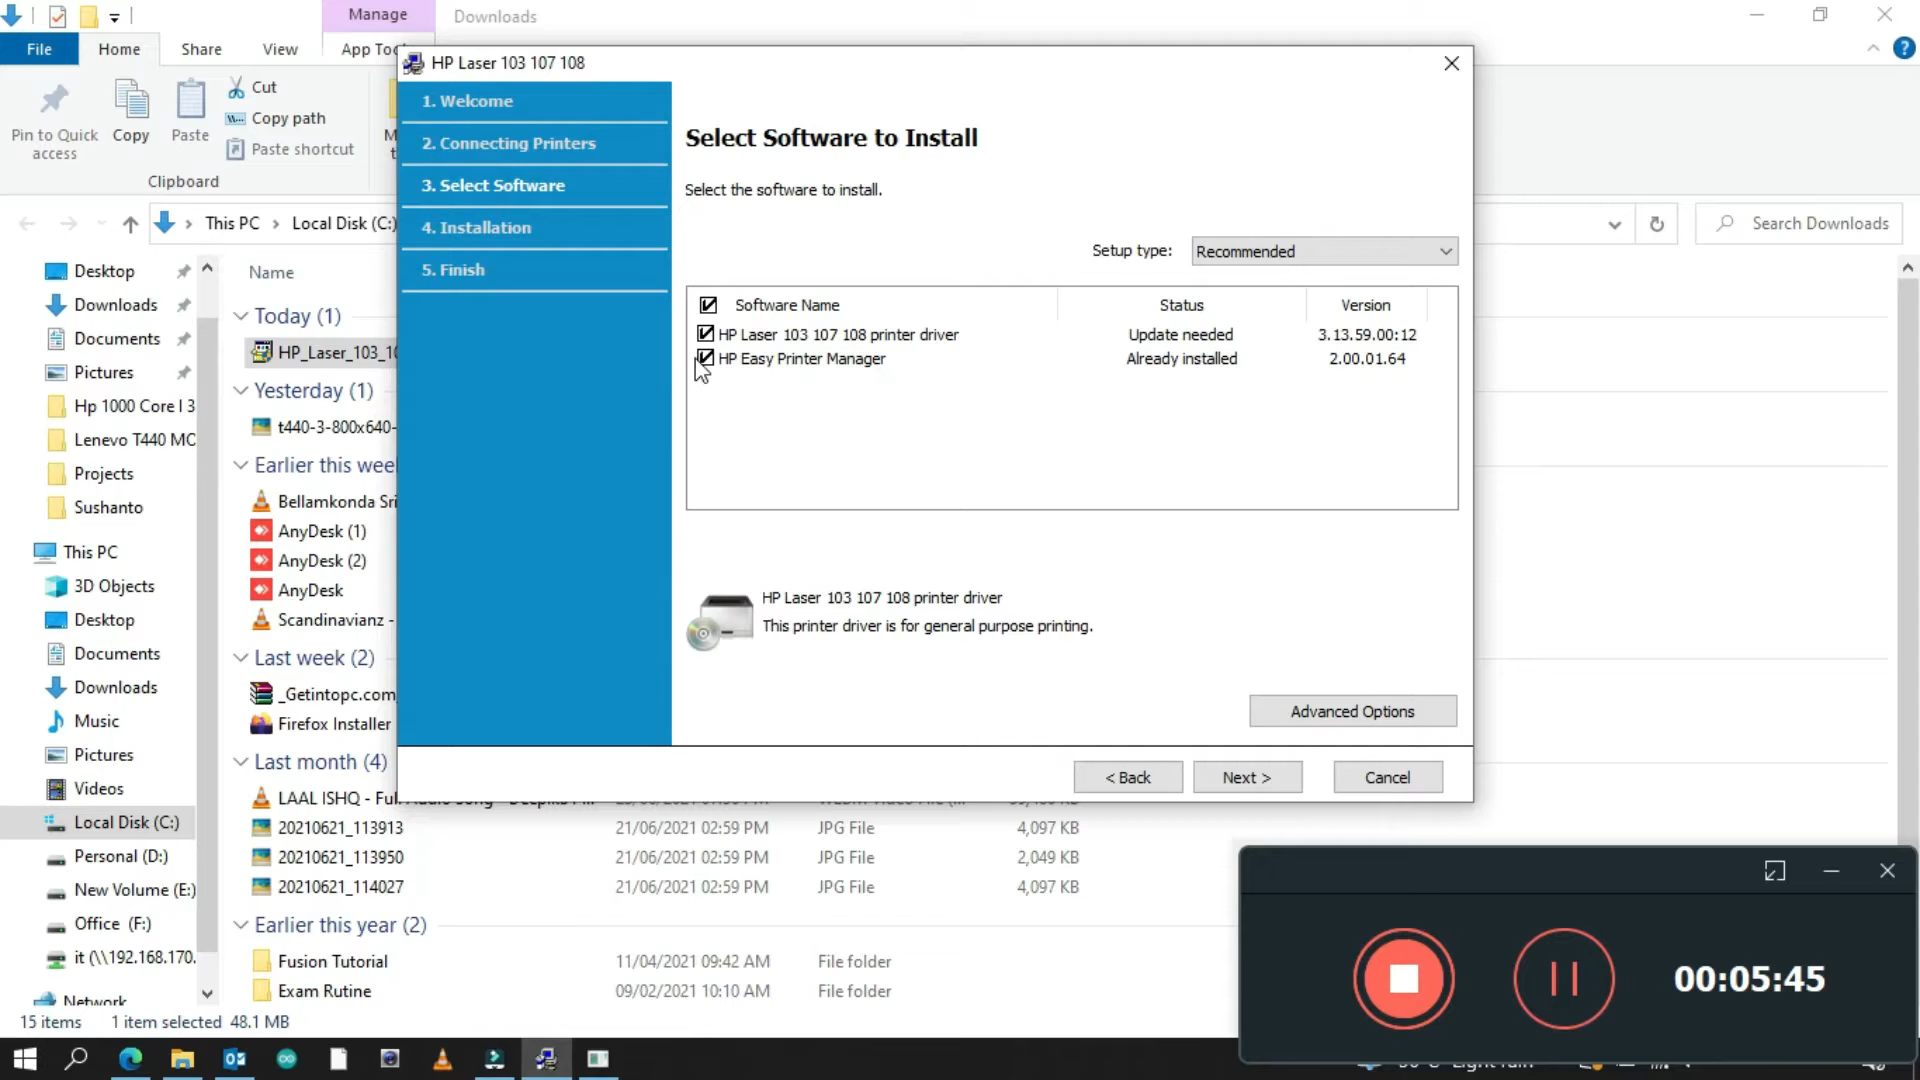 Manage
Downloads
File
Home
Share
View
App Too
Pin to Quick
access
Copy
Paste
Cut
Copy path
Paste shortcut
Clipboard
This PC
Local Disk (C:)
Search Downloads
Desktop
Downloads
Documents
Pictures
Hp 1000 Core I 3
Lenevo T440 MC
Projects
Sushanto
This PC
3D Objects
Desktop
Documents
Downloads
Music
Pictures
Videos
Local Disk (C:)
Personal (D:)
New Volume (E:)
Office (F:)
it (\\192.168.170.
Network
Name
Today (1)
HP_Laser_103_10
Yesterday (1)
t440-3-800x640-
Earlier this week
Bellamkonda Sri
AnyDesk (1)
AnyDesk (2)
AnyDesk
Scandinavianz -
Last week (2)
_Getintopc.com_
Firefox Installer
Last month (4)
LAAL ISHQ - Full Audio Song - Deepika
20210621_113913 21/06/2021 02:59 PM JPG File 4,097 KB
20210621_113950 21/06/2021 02:59 PM JPG File 2,049 KB
20210621_114027 21/06/2021 02:59 PM JPG File 4,097 KB
Earlier this year (2)
Fusion Tutorial 11/04/2021 09:42 AM File folder
Exam Rutine 09/02/2021 10:10 AM File folder
15 items 1 item selected 48.1 MB
HP Laser 103 107 108
1. Welcome
2. Connecting Printers
3. Select Software
4. Installation
5. Finish
Select Software to Install
Select the software to install.
Setup type: Recommended
Software Name Status Version
HP Laser 103 107 108 printer driver Update needed 3.13.59.00:12
HP Easy Printer Manager Already installed 2.00.01.64
HP Laser 103 107 108 printer driver
This printer driver is for general purpose printing.
Advanced Options
< Back
Next >
Cancel
00:05:45
Light rain